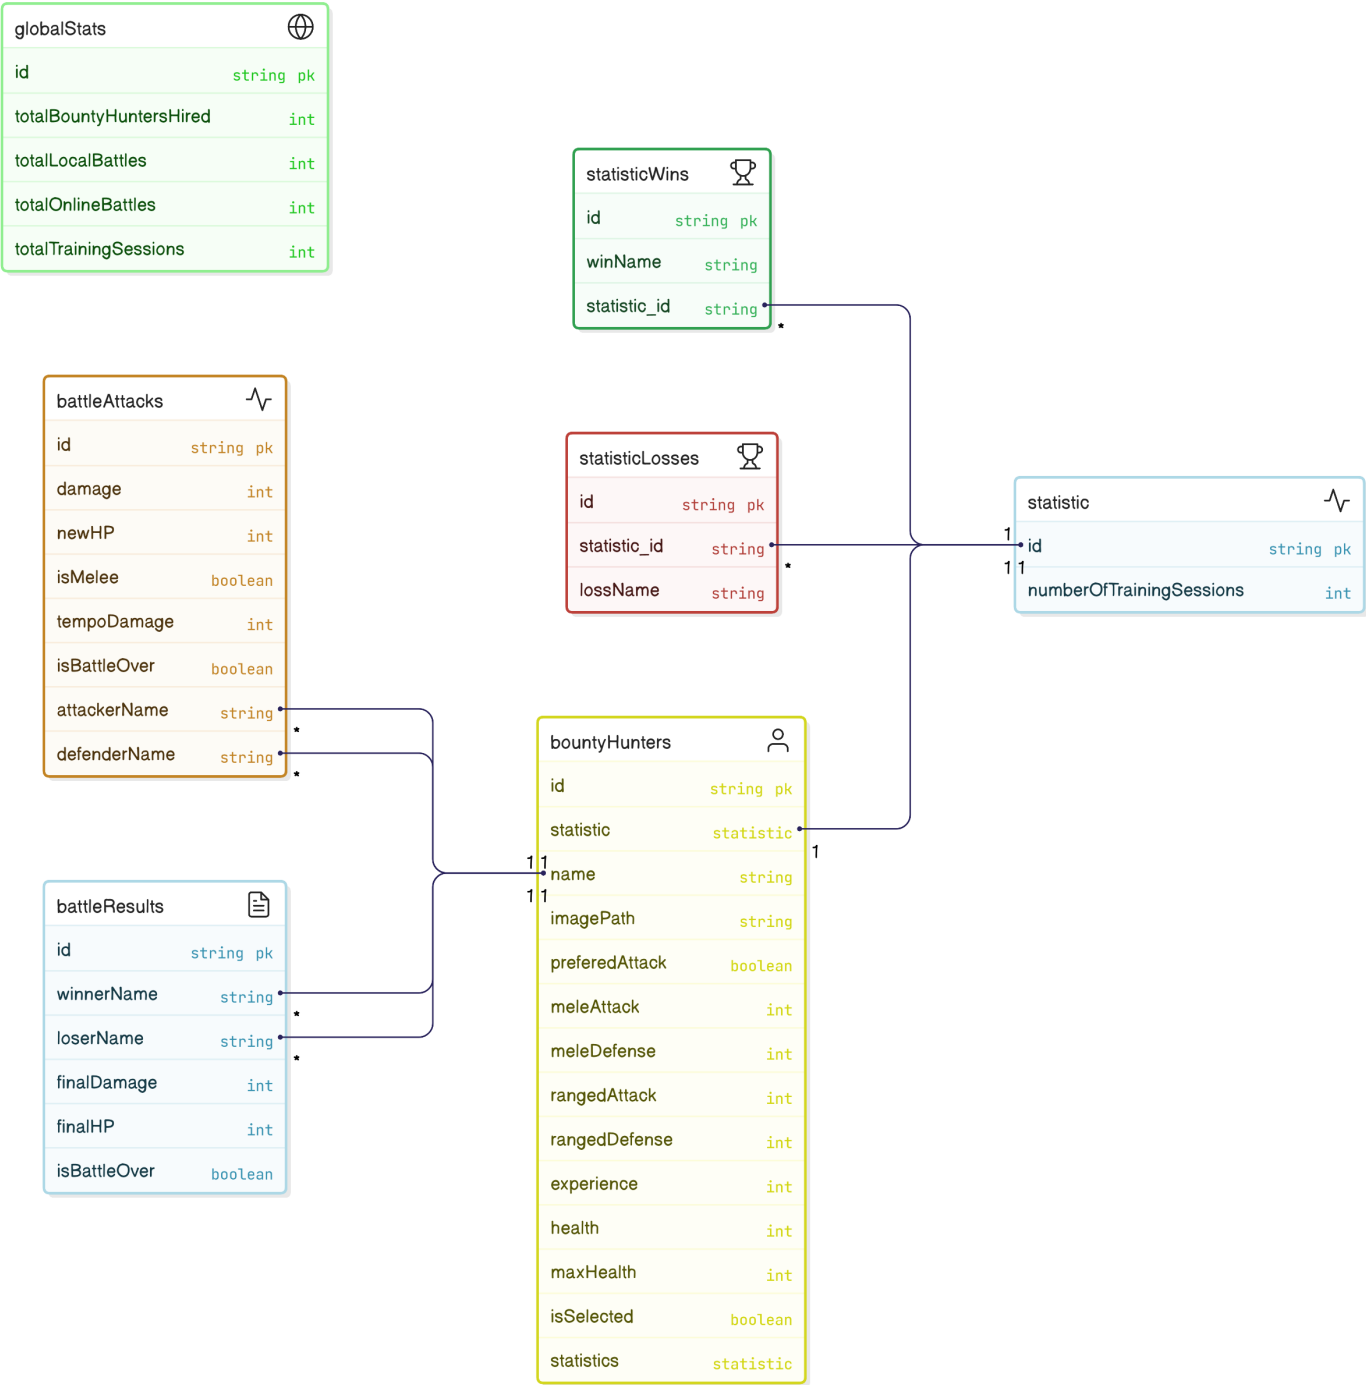 globalStats
id string pk
totalBountyHuntersHired int
totalLocalBattles int
totalOnlineBattles int
totalTrainingSessions int
statisticWins
id string pk
winName string
statistic_id string
*
battleAttacks
id string pk
damage int
newHP int
isMelee boolean
tempoDamage int
isBattleOver boolean
attackerName string
*
defenderName string
*
statisticLosses
id string pk
statistic_id string
*
lossName string
statistic
1
id string pk
1 1
numberOfTrainingSessions int
bountyHunters
id string pk
statistic statistic
1
1 1
name string
1 1
imagePath string
preferedAttack boolean
meleAttack int
meleDefense int
rangedAttack int
rangedDefense int
experience int
health int
maxHealth int
isSelected boolean
statistics statistic
battleResults
id string pk
winnerName string
*
loserName string
*
finalDamage int
finalHP int
isBattleOver boolean